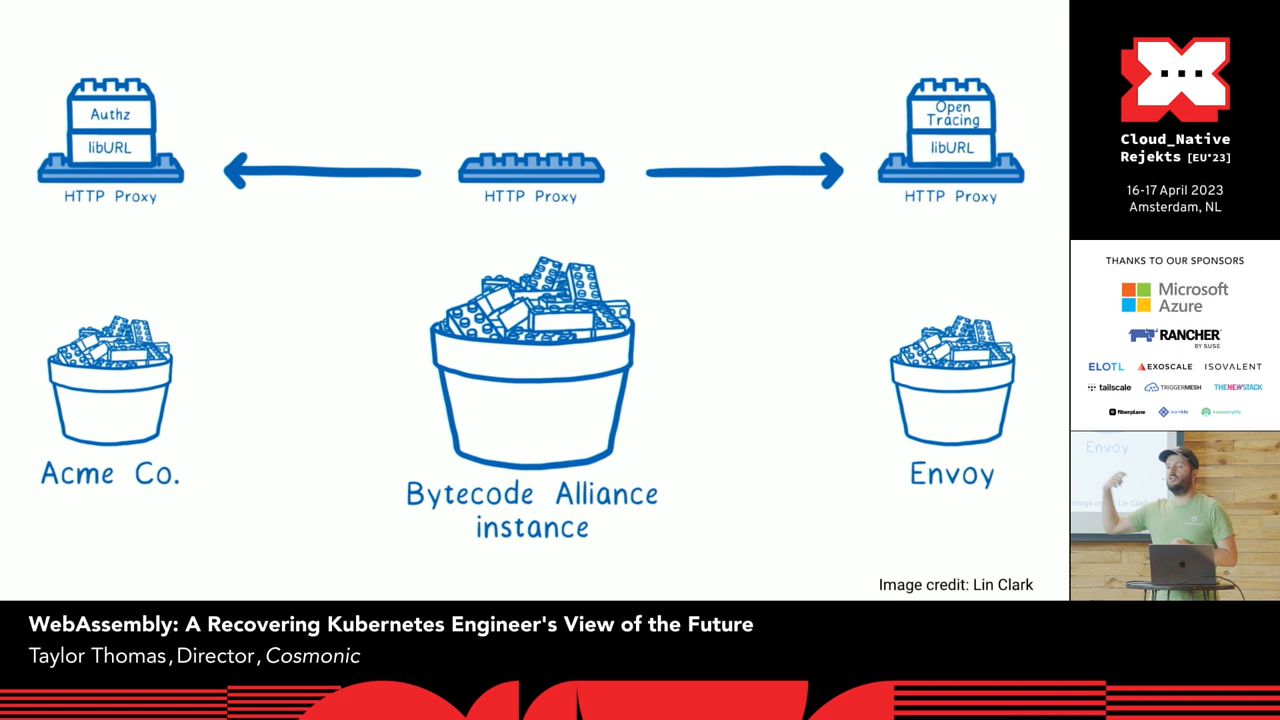 Authz
libURL
HTTP Proxy
HTTP Proxy
Open
Tracing
libURL
HTTP Proxy
Acme Co.
Bytecode Alliance
instance
Envoy
Image credit: Lin Clark
Cloud_Native
Rejekts [EU'23]
16-17 April 2023
Amsterdam, NL
THANKS TO OUR SPONSORS
Microsoft
Azure
RANCHER
BY SUSE
ELOTL EXOSCALE ISOVALENT
tailscale TRIGGERMESH THENEWSTACK
fiberplane
Envoy
WebAssembly: A Recovering Kubernetes Engineer's View of the Future
Taylor Thomas, Director, Cosmonic